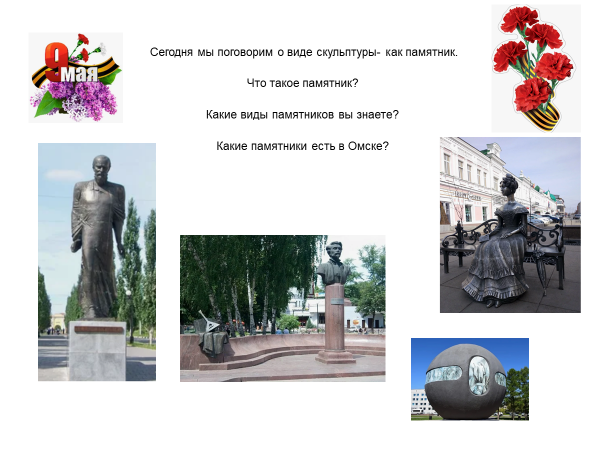 Сегодня мы поговорим о виде скульптуры- как памятник.
Что такое памятник?
Какие виды памятников вы знаете?
Какие памятники есть в Омске?
9
мая